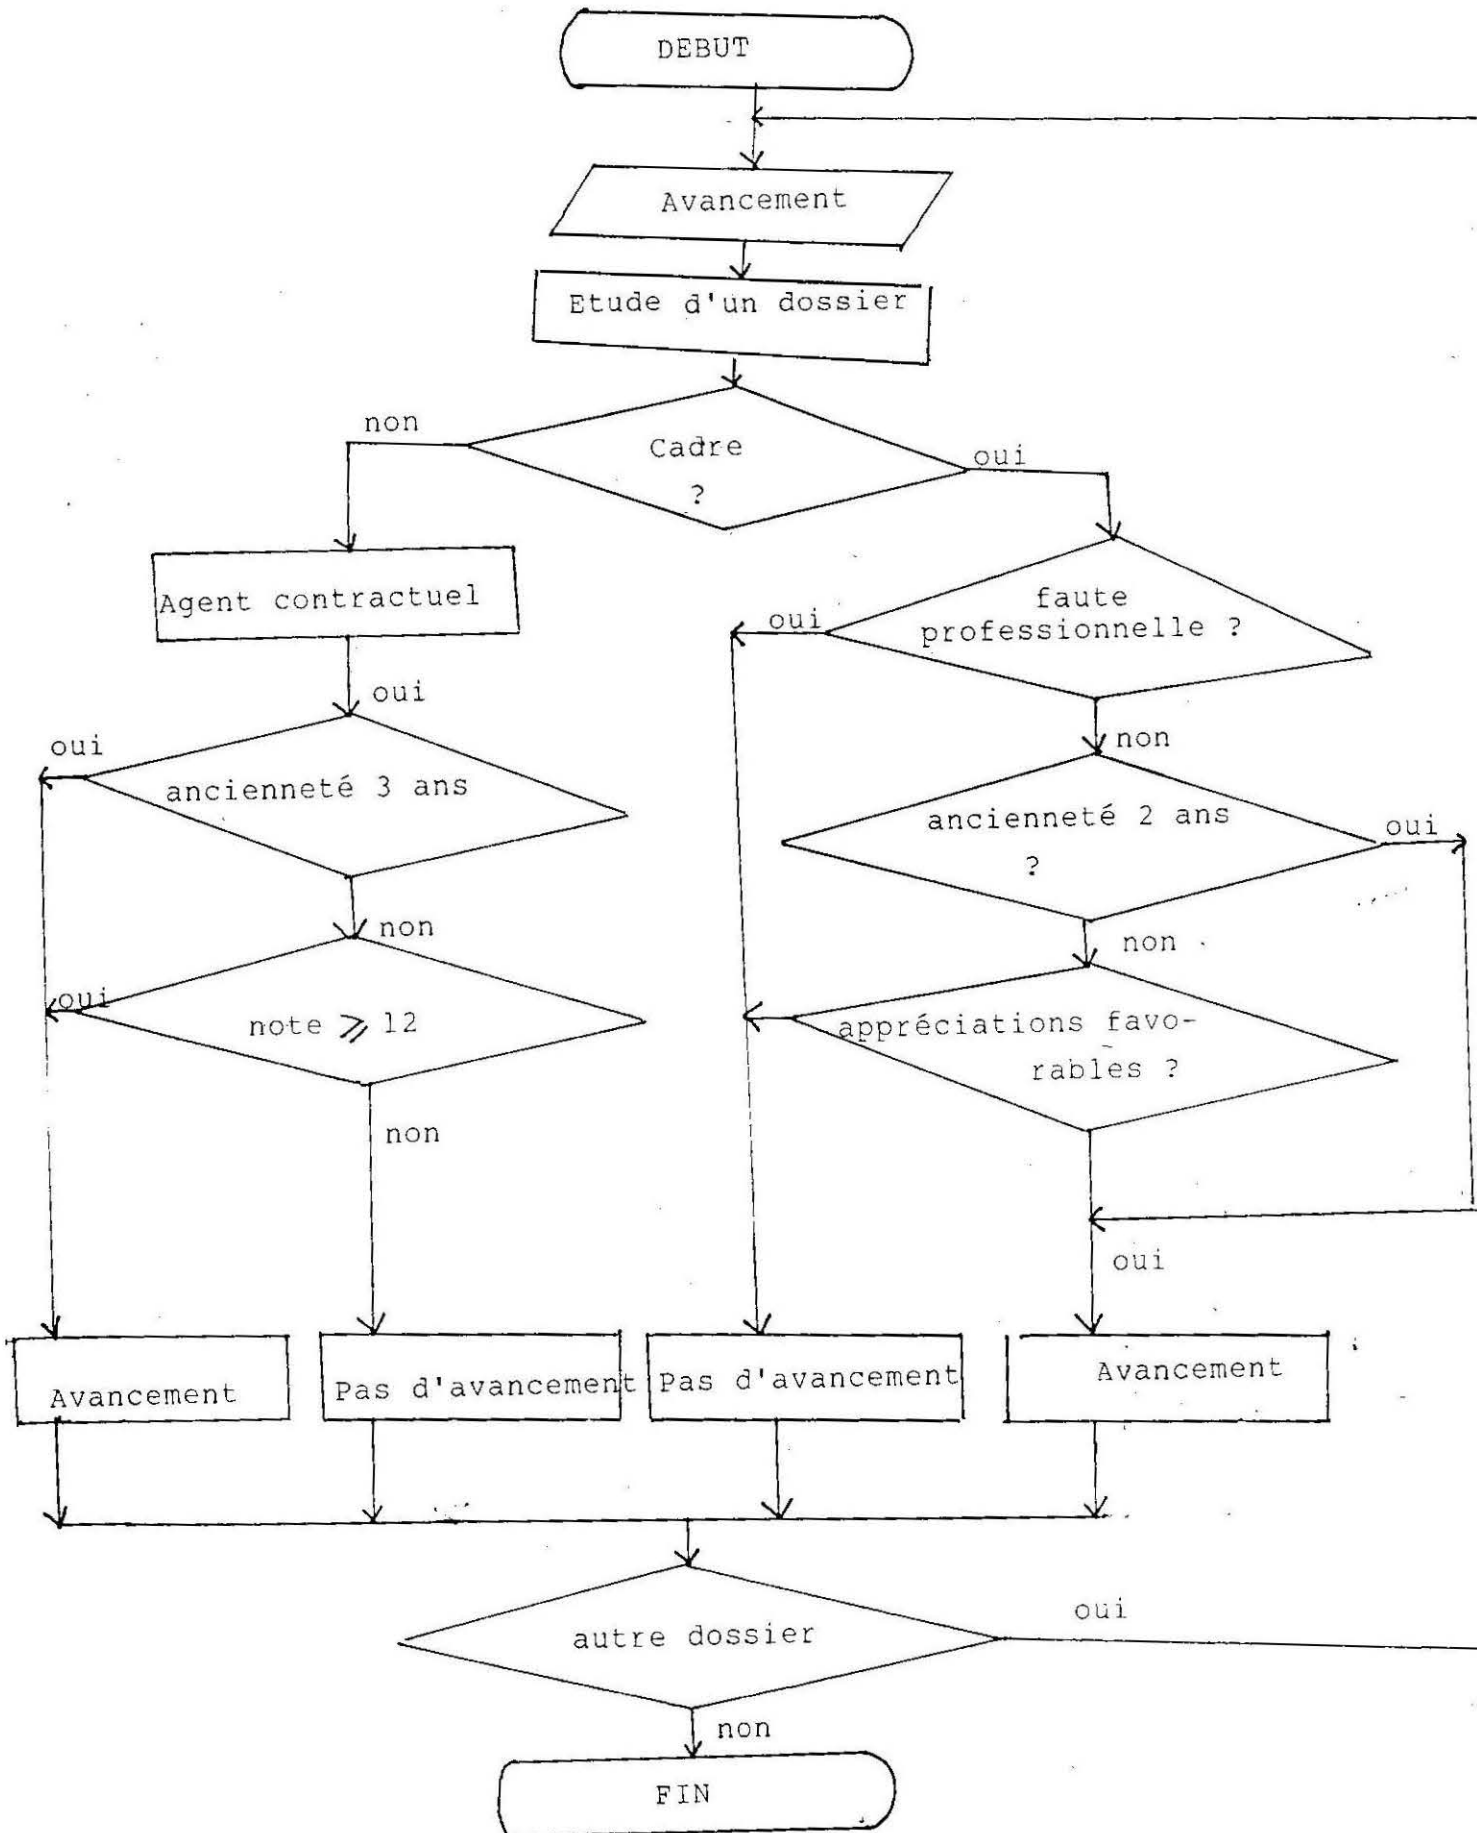 DEBUT
Avancement
Etude d'un dossier
non
Cadre
?
oui
Agent contractuel
oui
faute
professionnelle ?
oui
oui
ancienneté 3 ans
non
ancienneté 2 ans
?
oui
non
non
oui
note ⩾ 12
appréciations favo-
rables ?
non
oui
Avancement
Pas d'avancement
Pas d'avancement
Avancement
autre dossier
oui
non
FIN